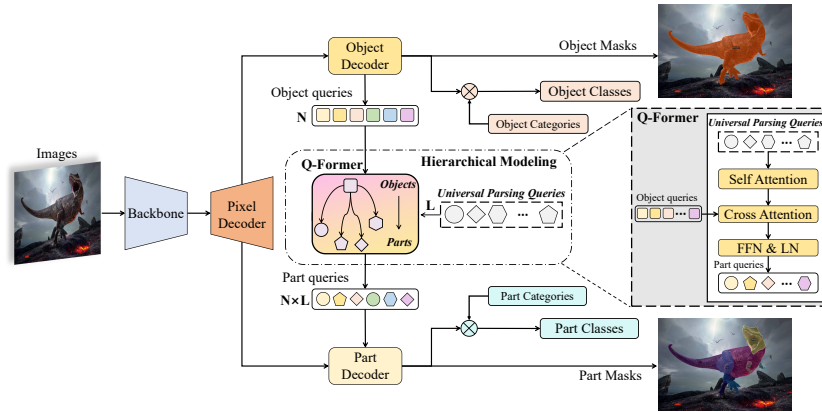 Images
Backbone
Pixel
Decoder
Object
Decoder
Object Masks
Object queries
N
Object Classes
Object Categories
Q-Former
Hierarchical Modeling
Objects
Parts
Universal Parsing Queries
L
...
Part queries
N×L
Part Categories
Part Classes
Part
Decoder
Part Masks
Q-Former
Universal Parsing Queries
...
Self Attention
Object queries
...
Cross Attention
FFN & LN
Part queries
...